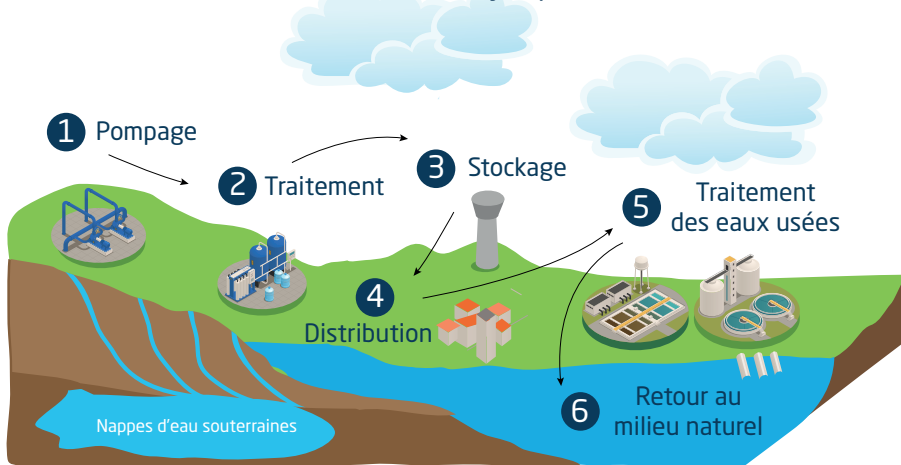 1 Pompage
2 Traitement
3 Stockage
4
Distribution
5 Traitement
des eaux usées
6 Retour au
milieu naturel
Nappes d'eau souterraines